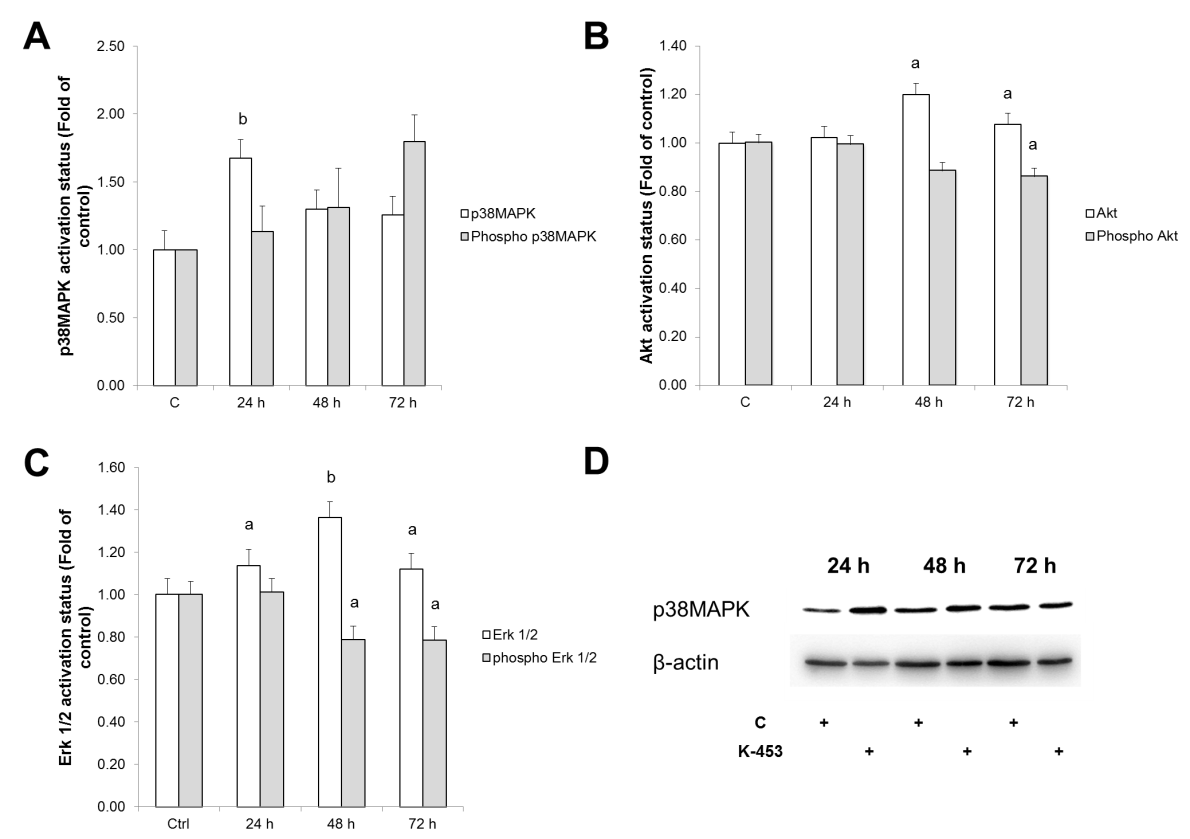 A
p38MAPK activation status (Fold of
control)
2.50
2.00
1.50
1.00
0.50
0.00
b
C
24 h
48 h
72 h
p38MAPK
Phospho p38MAPK
B
Akt activation status (Fold of control)
1.40
1.20
1.00
0.80
0.60
0.40
0.20
0.00
a
a
a
C
24 h
48 h
72 h
Akt
Phospho Akt
C
Erk 1/2 activation status (Fold of
control)
1.60
1.40
1.20
1.00
0.80
0.60
0.40
0.20
0.00
a
b
a
a
a
Ctrl
24 h
48 h
72 h
Erk 1/2
phospho Erk 1/2
D
24 h 48 h 72 h
p38MAPK
β-actin
C + + +
K-453 + + +